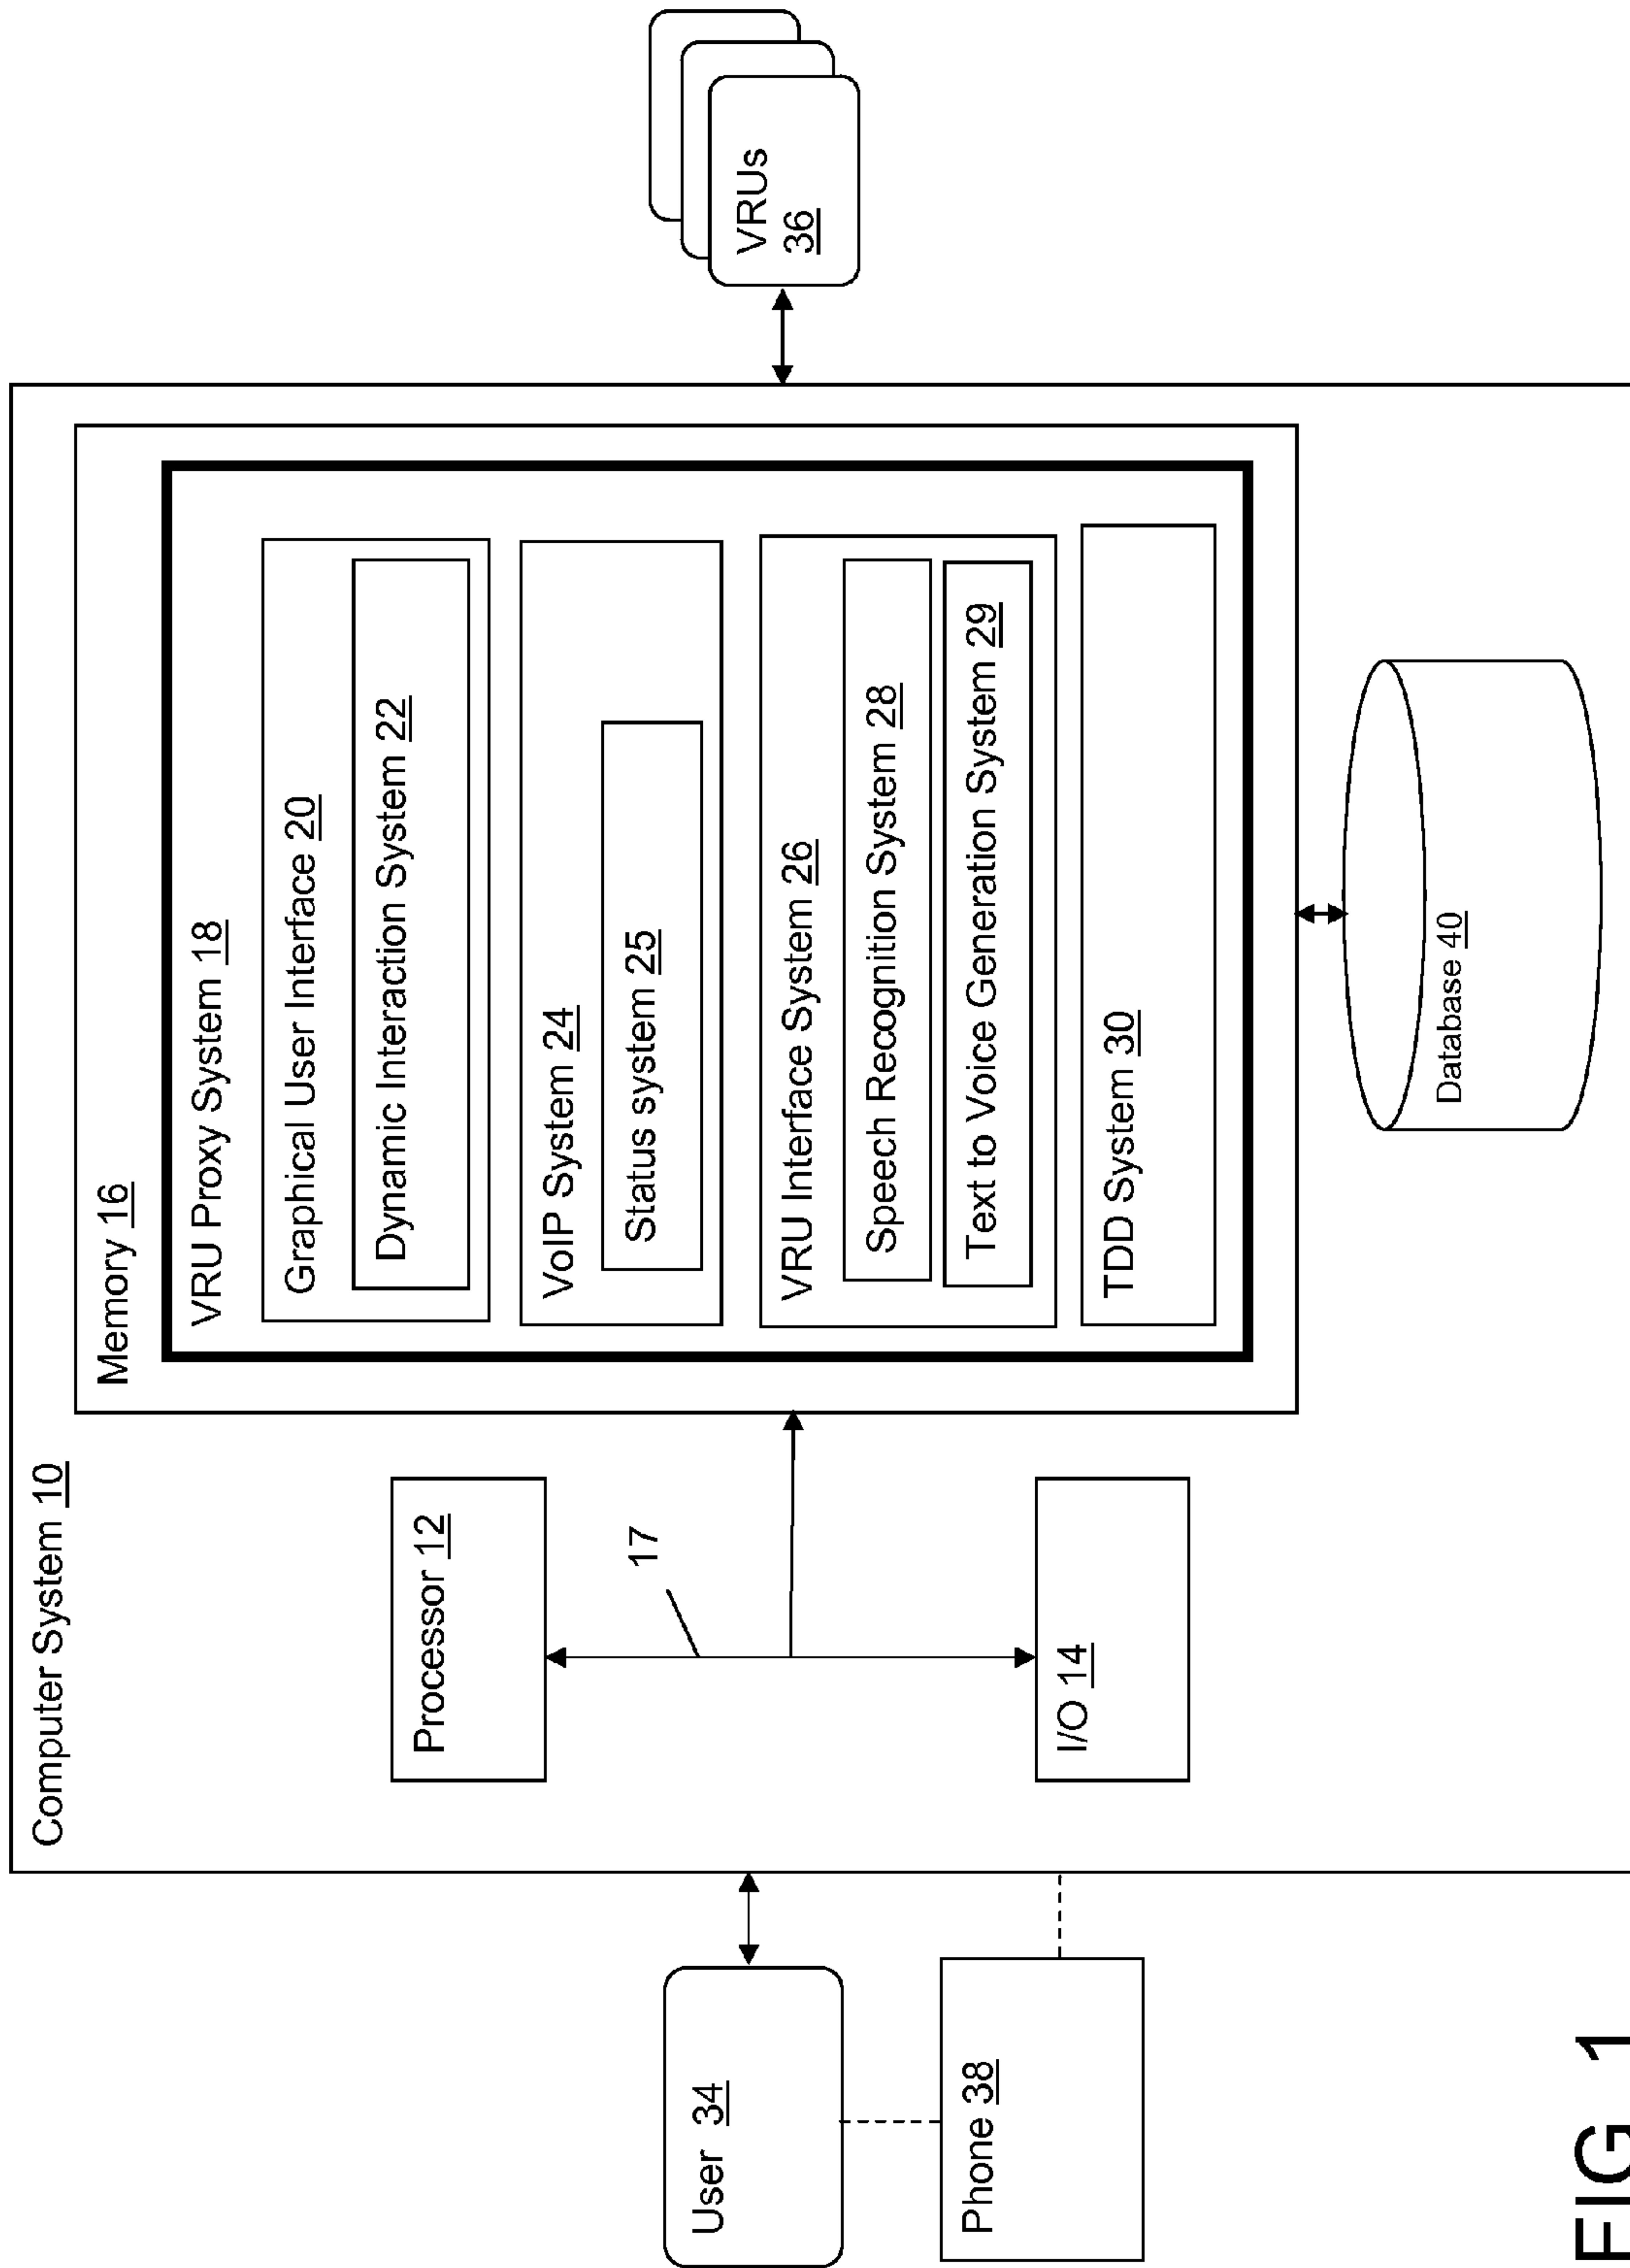 Computer System 10
Memory 16
VRU Proxy System 18
Graphical User Interface 20
Dynamic Interaction System 22
VoIP System 24
Status system 25
VRU Interface System 26
Speech Recognition System 28
Text to Voice Generation System 29
TDD System 30
Processor 12
17
I/O 14
User 34
Phone 38
VRUs
36
Database 40
FIG. 1